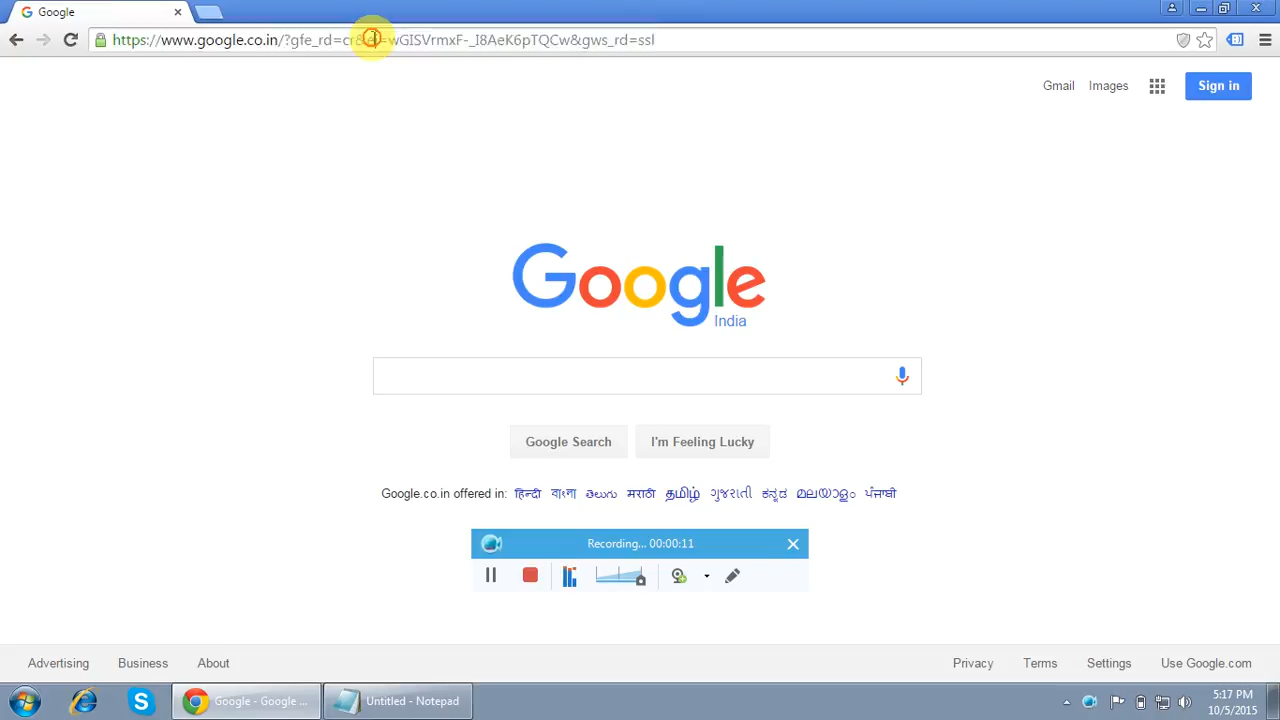 Google
https://www.google.co.in/?gfe_rd=cr&ei=wGISVrmxF-_I8AeK6pTQCw&gws_rd=ssl
Gmail Images Sign in
Google
India
Google Search I'm Feeling Lucky
Google.co.in offered in: हिन्दी বাংলা తెలుగు मराठी தமிழ் ગુજરાતી ಕನ್ನಡ മലയാളം ਪੰਜਾਬੀ
Recording... 00:00:11
Advertising Business About Privacy Terms Settings Use Google.com
Google - Google ... Untitled - Notepad
5:17 PM
10/5/2015